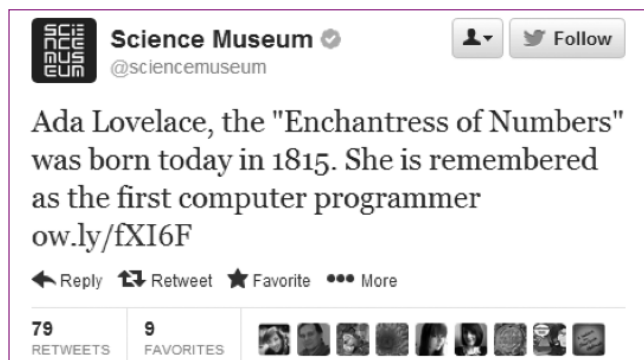 SCIE
NCE
MUS
EUM
Science Museum
@sciencemuseum
Follow
Ada Lovelace, the "Enchantress of Numbers"
was born today in 1815. She is remembered
as the first computer programmer
ow.ly/fXI6F
Reply Retweet Favorite ••• More
79
RETWEETS
9
FAVORITES